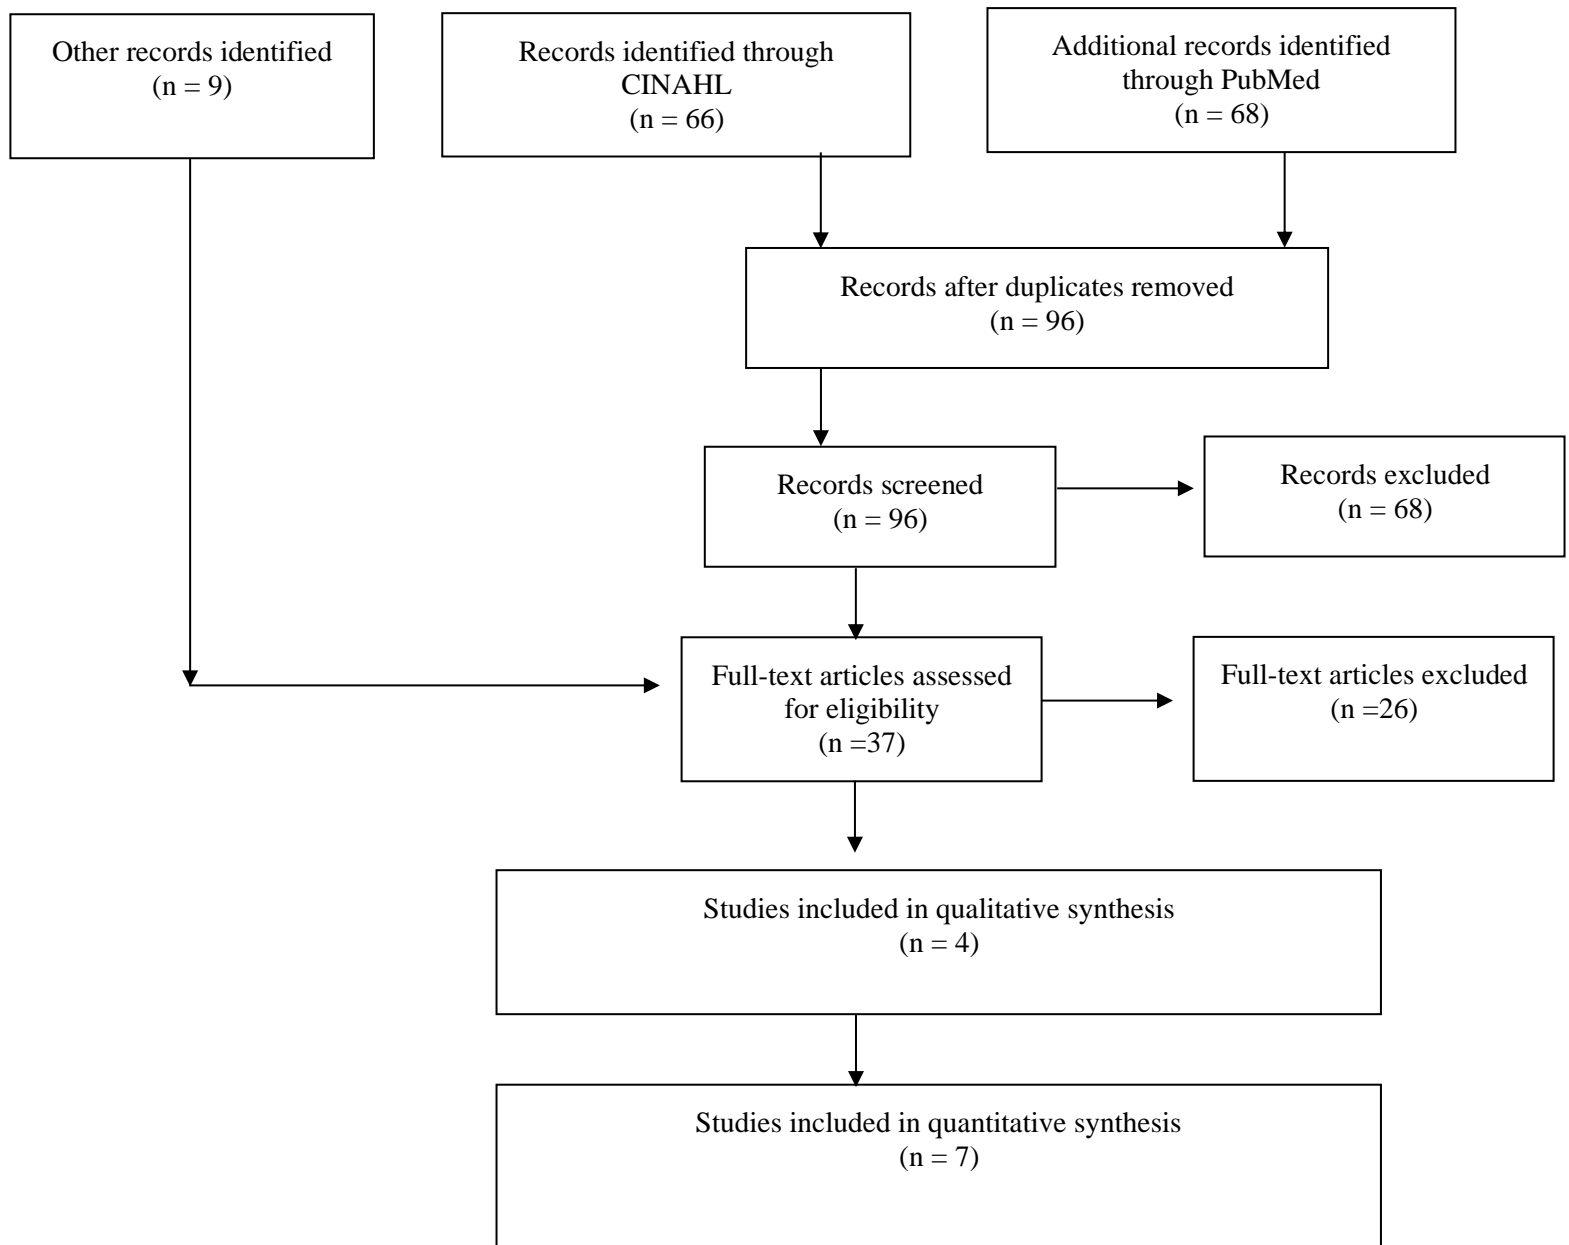 Other records identified
(n = 9)
Records identified through
CINAHL
(n = 66)
Additional records identified
through PubMed
(n = 68)
Records after duplicates removed
(n = 96)
Records screened
(n = 96)
Records excluded
(n = 68)
Full-text articles assessed
for eligibility
(n =37)
Full-text articles excluded
(n =26)
Studies included in qualitative synthesis
(n = 4)
Studies included in quantitative synthesis
(n = 7)